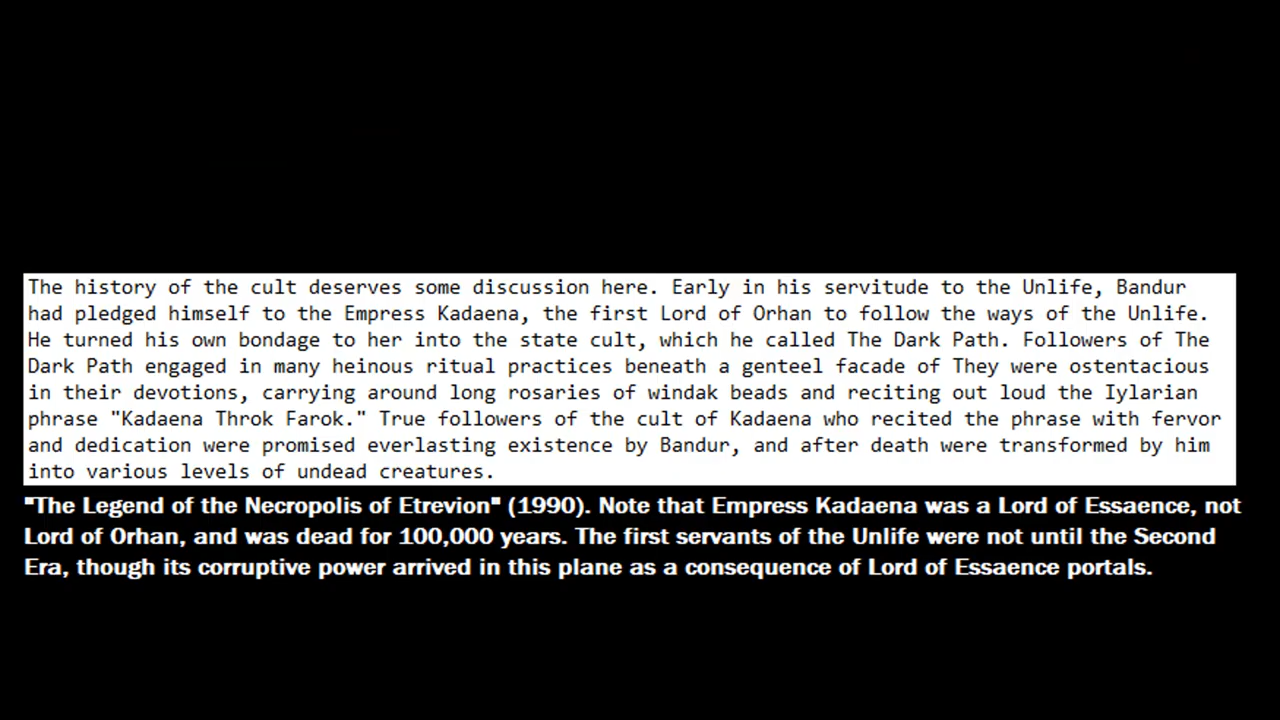 The history of the cult deserves some discussion here. Early in his servitude to the Unlife, Bandur
had pledged himself to the Empress Kadaena, the first Lord of Orhan to follow the ways of the Unlife.
He turned his own bondage to her into the state cult, which he called The Dark Path. Followers of The
Dark Path engaged in many heinous ritual practices beneath a genteel facade of They were ostentacious
in their devotions, carrying around long rosaries of windak beads and reciting out loud the Iylarian
phrase "Kadaena Throk Farok." True followers of the cult of Kadaena who recited the phrase with fervor
and dedication were promised everlasting existence by Bandur, and after death were transformed by him
into various levels of undead creatures.
"The Legend of the Necropolis of Etrevion" (1990). Note that Empress Kadaena was a Lord of Essaence, not
Lord of Orhan, and was dead for 100,000 years. The first servants of the Unlife were not until the Second
Era, though its corruptive power arrived in this plane as a consequence of Lord of Essaence portals.